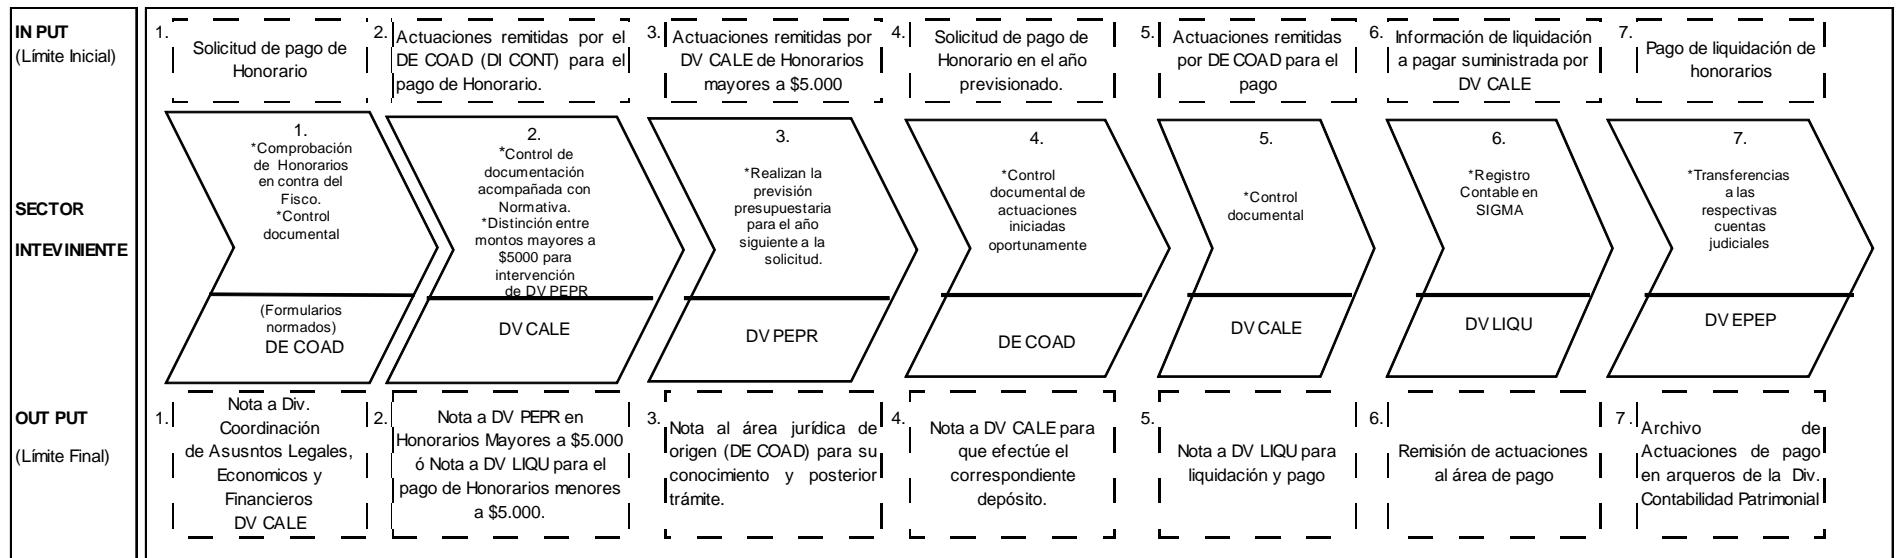 IN PUT
(Límite Inicial)
1.
Solicitud de pago de
Honorario
2.
Actuaciones remitidas por el
DE COAD (DI CONT) para el
pago de Honorario.
3.
Actuaciones remitidas por
DV CALE de Honorarios
mayores a $5.000
4.
Solicitud de pago de
Honorario en el año
previsionado.
5.
Actuaciones remitidas
por DE COAD para el
pago
6.
Información de liquidación
a pagar suministrada por
DV CALE
7.
Pago de liquidación de
honorarios
SECTOR
INTEVINIENTE
1.
*Comprobación
de Honorarios
en contra del
Fisco.
*Control
documental
(Formularios
normados)
DE COAD
2.
*Control de
documentación
acompañada con
Normativa.
*Distinción entre
montos mayores a
$5000 para
intervención
de DV PEPR
DV CALE
3.
*Realizan la
previsión
presupuestaria
para el año
siguiente a la
solicitud.
DV PEPR
4.
*Control
documental de
actuaciones
iniciadas
oportunamente
DE COAD
5.
*Control
documental
DV CALE
6.
*Registro
Contable en
SIGMA
DV LIQU
7.
*Transferencias
a las
respectivas
cuentas
judiciales
DV EPEP
OUT PUT
(Límite Final)
1.
Nota a Div.
Coordinación
de Asusntos Legales,
Economicos y
Financieros
DV CALE
2.
Nota a DV PEPR en
Honorarios Mayores a $5.000
ó Nota a DV LIQU para el
pago de Honorarios menores
a $5.000.
3.
Nota al área jurídica de
origen (DE COAD) para su
conocimiento y posterior
trámite.
4.
Nota a DV CALE para
que efectúe el
correspondiente
depósito.
5.
Nota a DV LIQU para
liquidación y pago
6.
Remisión de actuaciones
al área de pago
7.
Archivo de
Actuaciones de pago
en arqueros de la Div.
Contabilidad Patrimonial